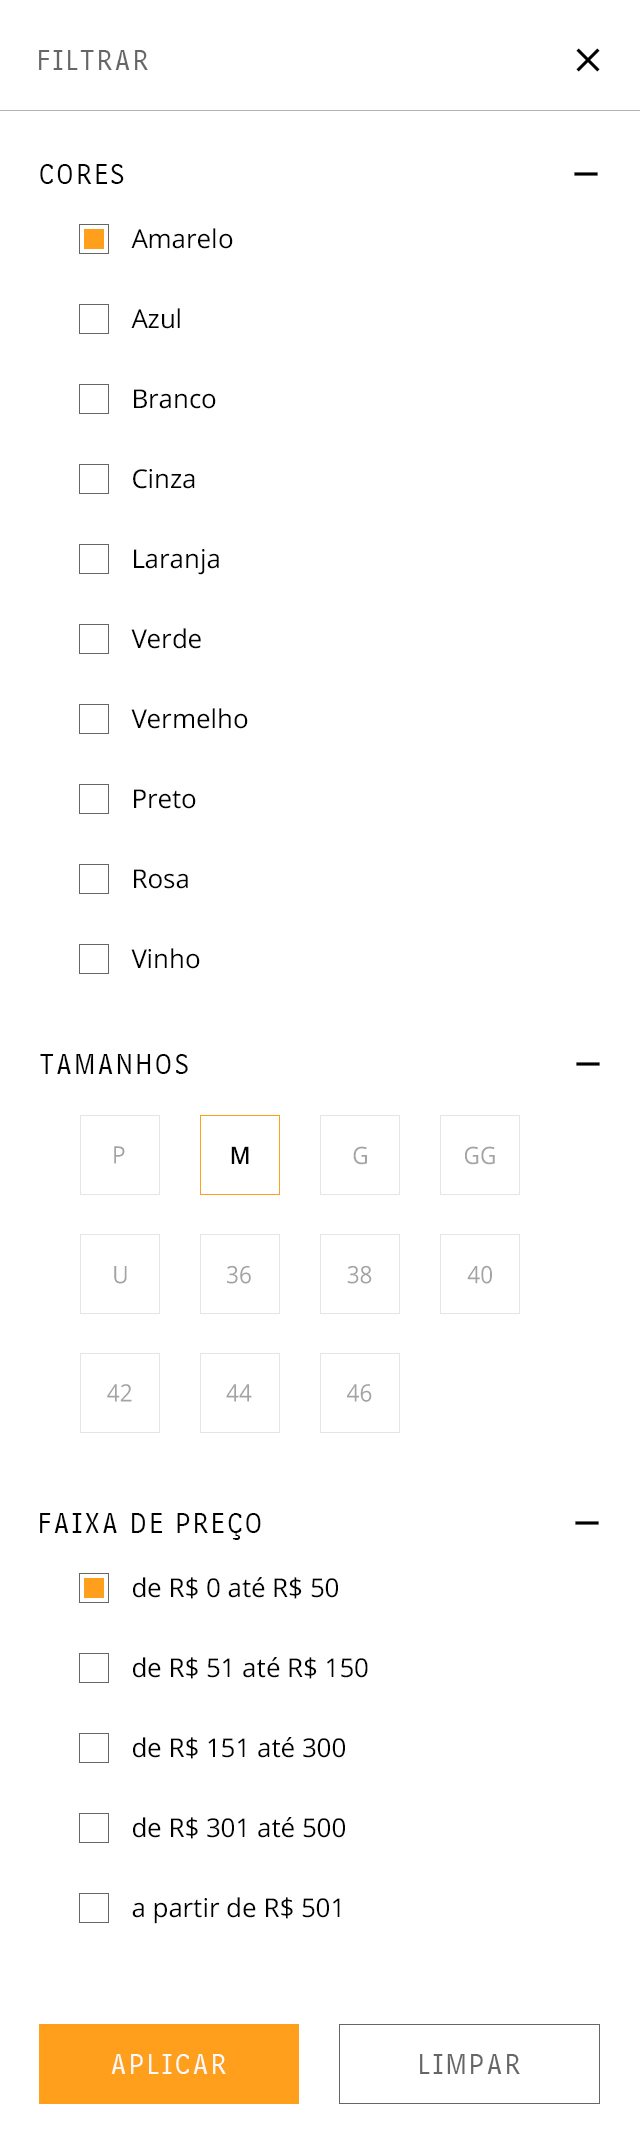 FILTRAR
CORES
Amarelo
Azul
Branco
Cinza
Laranja
Verde
Vermelho
Preto
Rosa
Vinho
TAMANHOS
P M G GG
U 36 38 40
42 44 46
FAIXA DE PREÇO
de R$ 0 até R$ 50
de R$ 51 até R$ 150
de R$ 151 até 300
de R$ 301 até 500
a partir de R$ 501
APLICAR LIMPAR